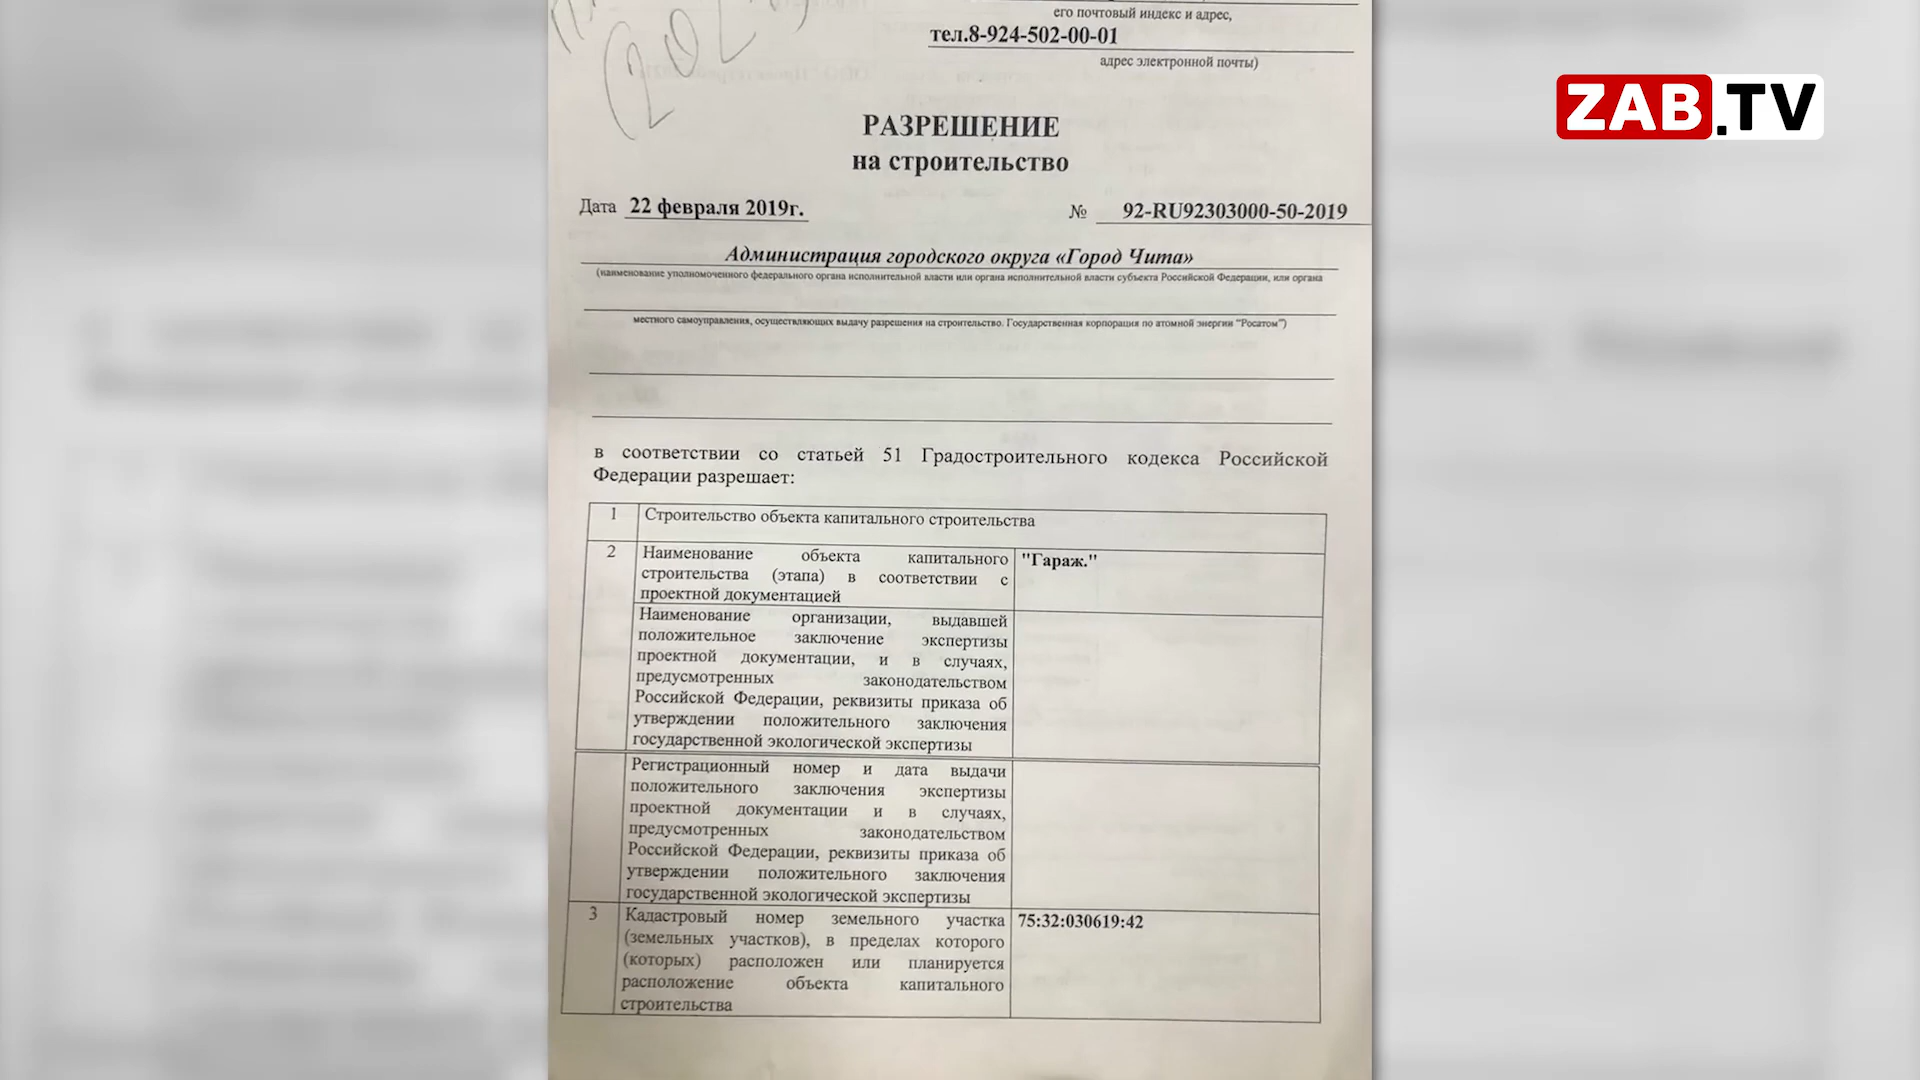 его почтовый индекс и адрес,
тел.8-924-502-00-01
адрес электронной почты)
ZAB.TV
РАЗРЕШЕНИЕ
на строительство
Дата 22 февраля 2019г. № 92-RU92303000-50-2019
Администрация городского округа «Город Чита»
(наименование уполномоченного федерального органа исполнительной власти или органа исполнительной власти субъекта Российской Федерации, или органа
местного самоуправления, осуществляющих выдачу разрешения на строительство. Государственная корпорация по атомной энергии "Росатом")
в соответствии со статьей 51 Градостроительного кодекса Российской
Федерации разрешает:
1 Строительство объекта капитального строительства
2 Наименование объекта капитального "Гараж."
строительства (этапа) в соответствии с
проектной документацией
Наименование организации, выдавшей
положительное заключение экспертизы
проектной документации, и в случаях,
предусмотренных законодательством
Российской Федерации, реквизиты приказа об
утверждении положительного заключения
государственной экологической экспертизы
Регистрационный номер и дата выдачи
положительного заключения экспертизы
проектной документации и в случаях,
предусмотренных законодательством
Российской Федерации, реквизиты приказа об
утверждении положительного заключения
государственной экологической экспертизы
3 Кадастровый номер земельного участка 75:32:030619:42
(земельных участков), в пределах которого
(которых) расположен или планируется
расположение объекта капитального
строительства